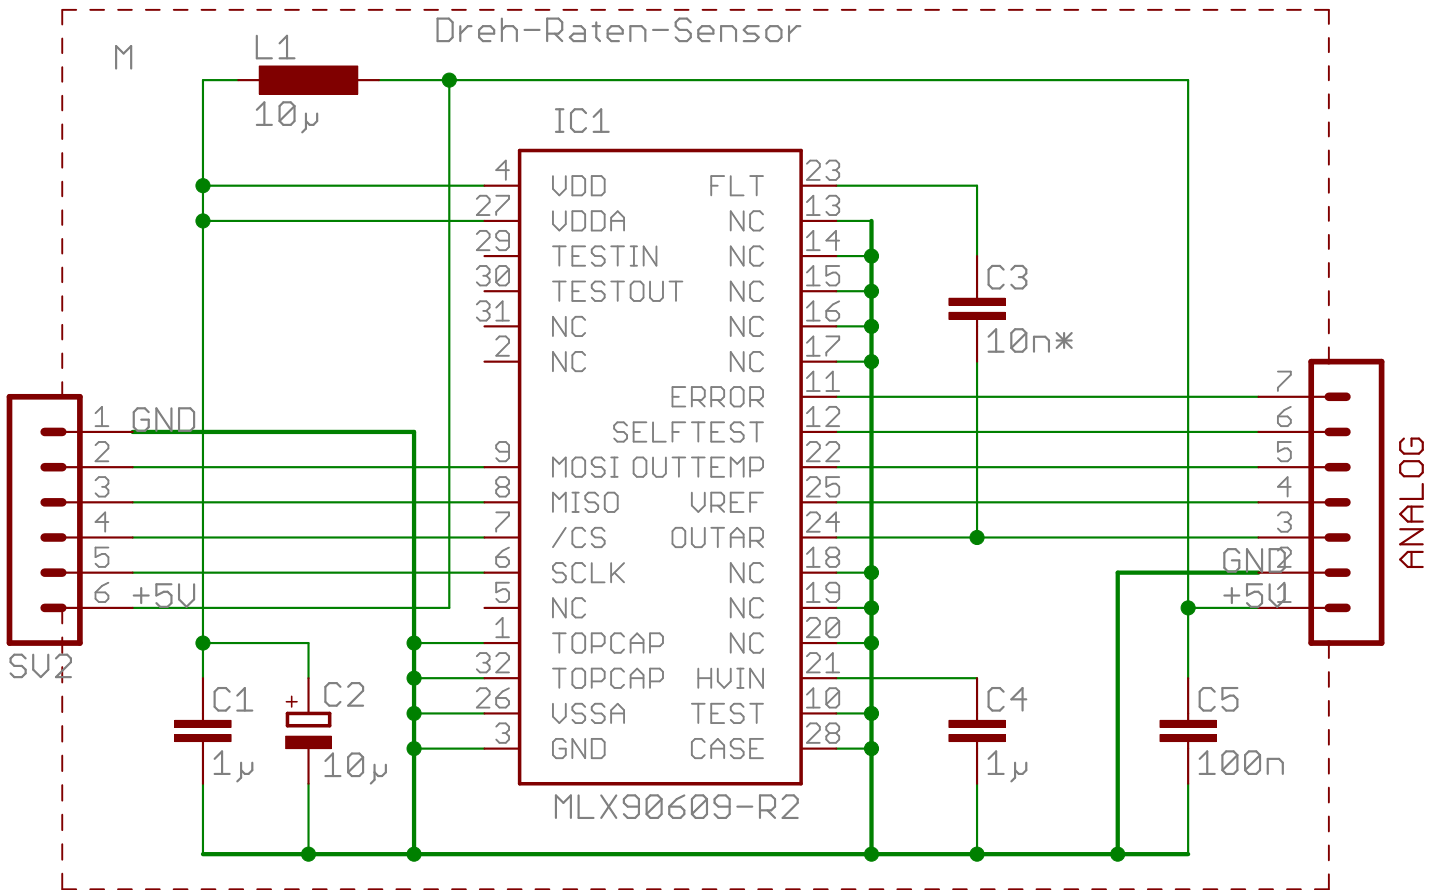 Dreh-Raten-Sensor
M
L1
10µ
IC1
4 VDD FLT 23
27 VDDA NC 13
29 TESTIN NC 14
30 TESTOUT NC 15
31 NC NC 16
2 NC NC 17
ERROR 11
SELFTEST 12
9 MOSI OUTTEMP 22
8 MISO VREF 25
7 /CS OUTAR 24
6 SCLK NC 18
5 NC NC 19
1 TOPCAP NC 20
32 TOPCAP HVIN 21
26 VSSA TEST 10
3 GND CASE 28
MLX90609-R2
1 GND
2
3
4
5
6 +5V
SV2
C1
1µ
+
C2
10µ
C3
10n*
C4
1µ
C5
100n
7
6
5
4
3
GND 2
+5V 1
ANALOG